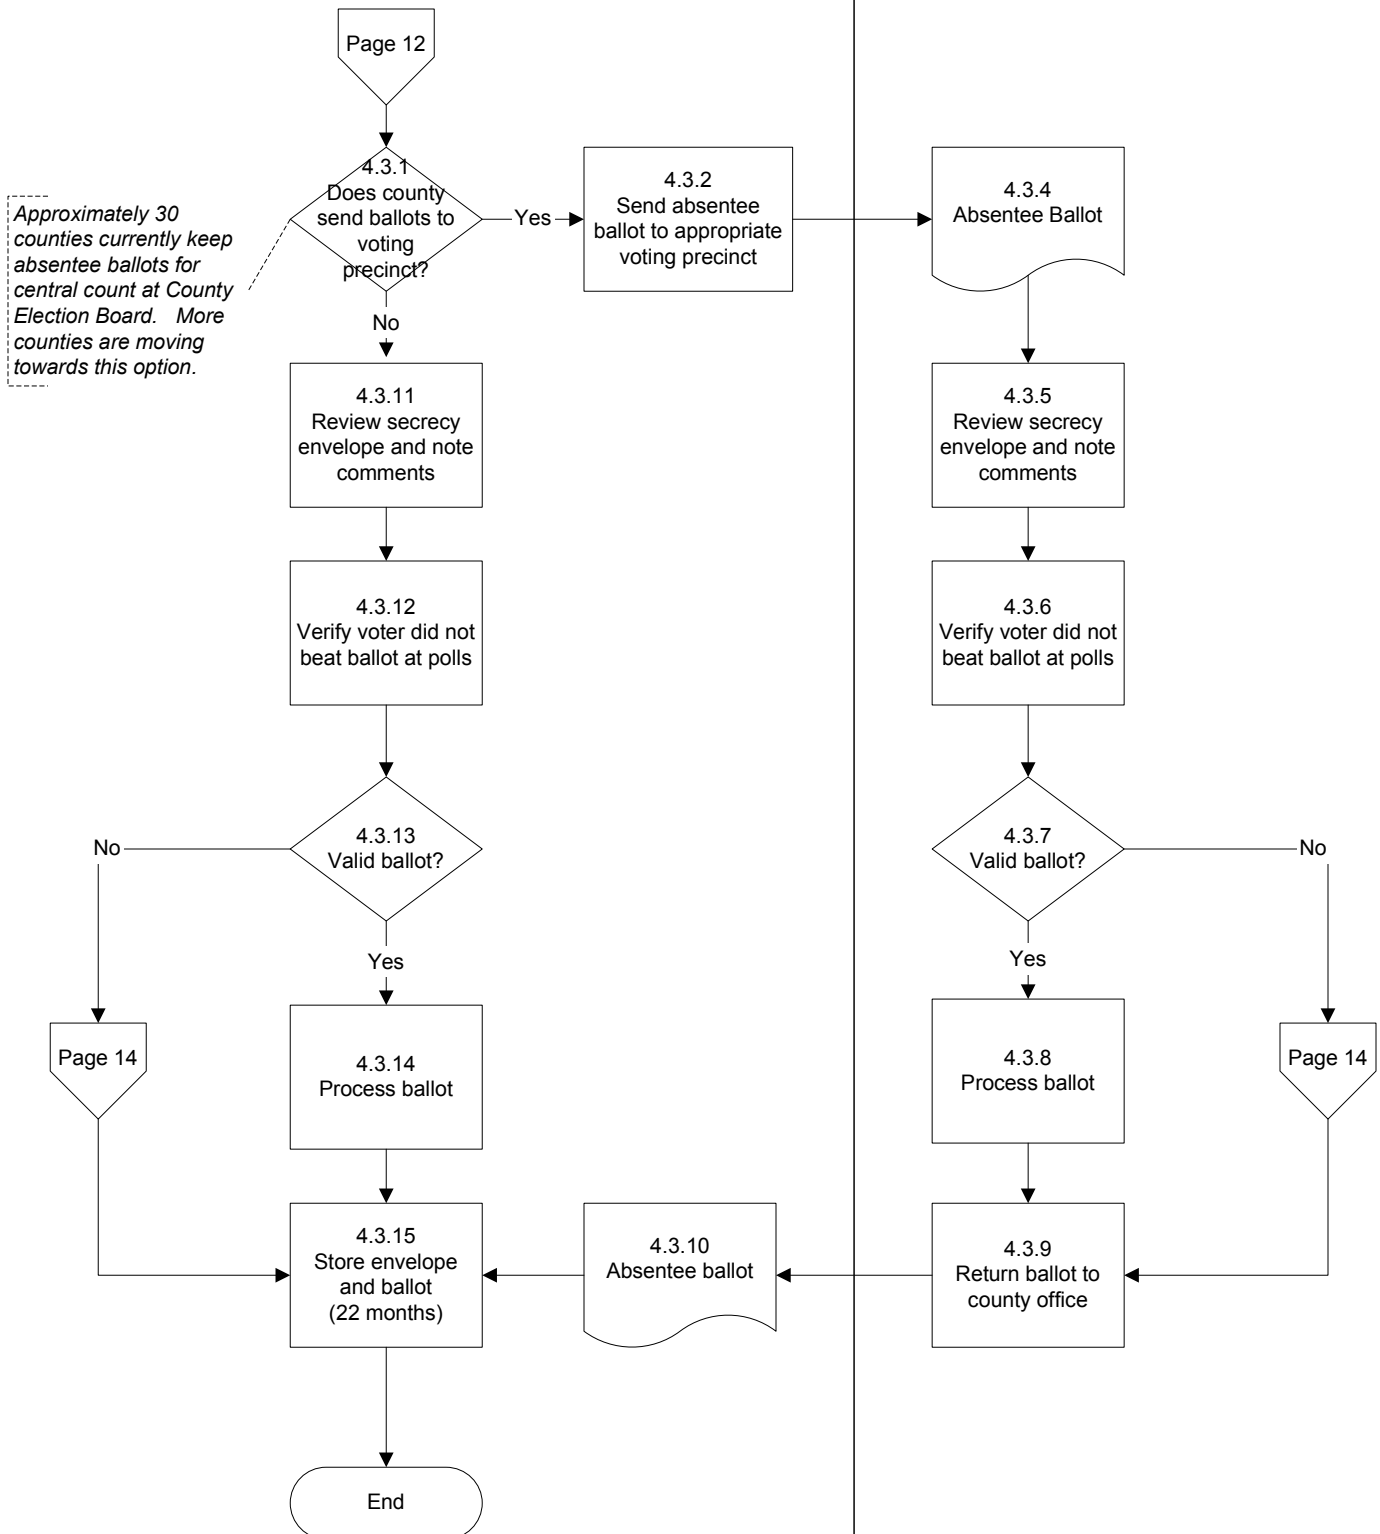 Page 12
4.3.1
Does county
send ballots to
voting
precinct?
Yes
4.3.2
Send absentee
ballot to appropriate
voting precinct
4.3.4
Absentee Ballot
Approximately 30
counties currently keep
absentee ballots for
central count at County
Election Board. More
counties are moving
towards this option.
No
4.3.11
Review secrecy
envelope and note
comments
4.3.5
Review secrecy
envelope and note
comments
4.3.12
Verify voter did not
beat ballot at polls
4.3.6
Verify voter did not
beat ballot at polls
No
4.3.13
Valid ballot?
4.3.7
Valid ballot?
No
Yes
Yes
Page 14
4.3.14
Process ballot
4.3.8
Process ballot
Page 14
4.3.15
Store envelope
and ballot
(22 months)
4.3.10
Absentee ballot
4.3.9
Return ballot to
county office
End